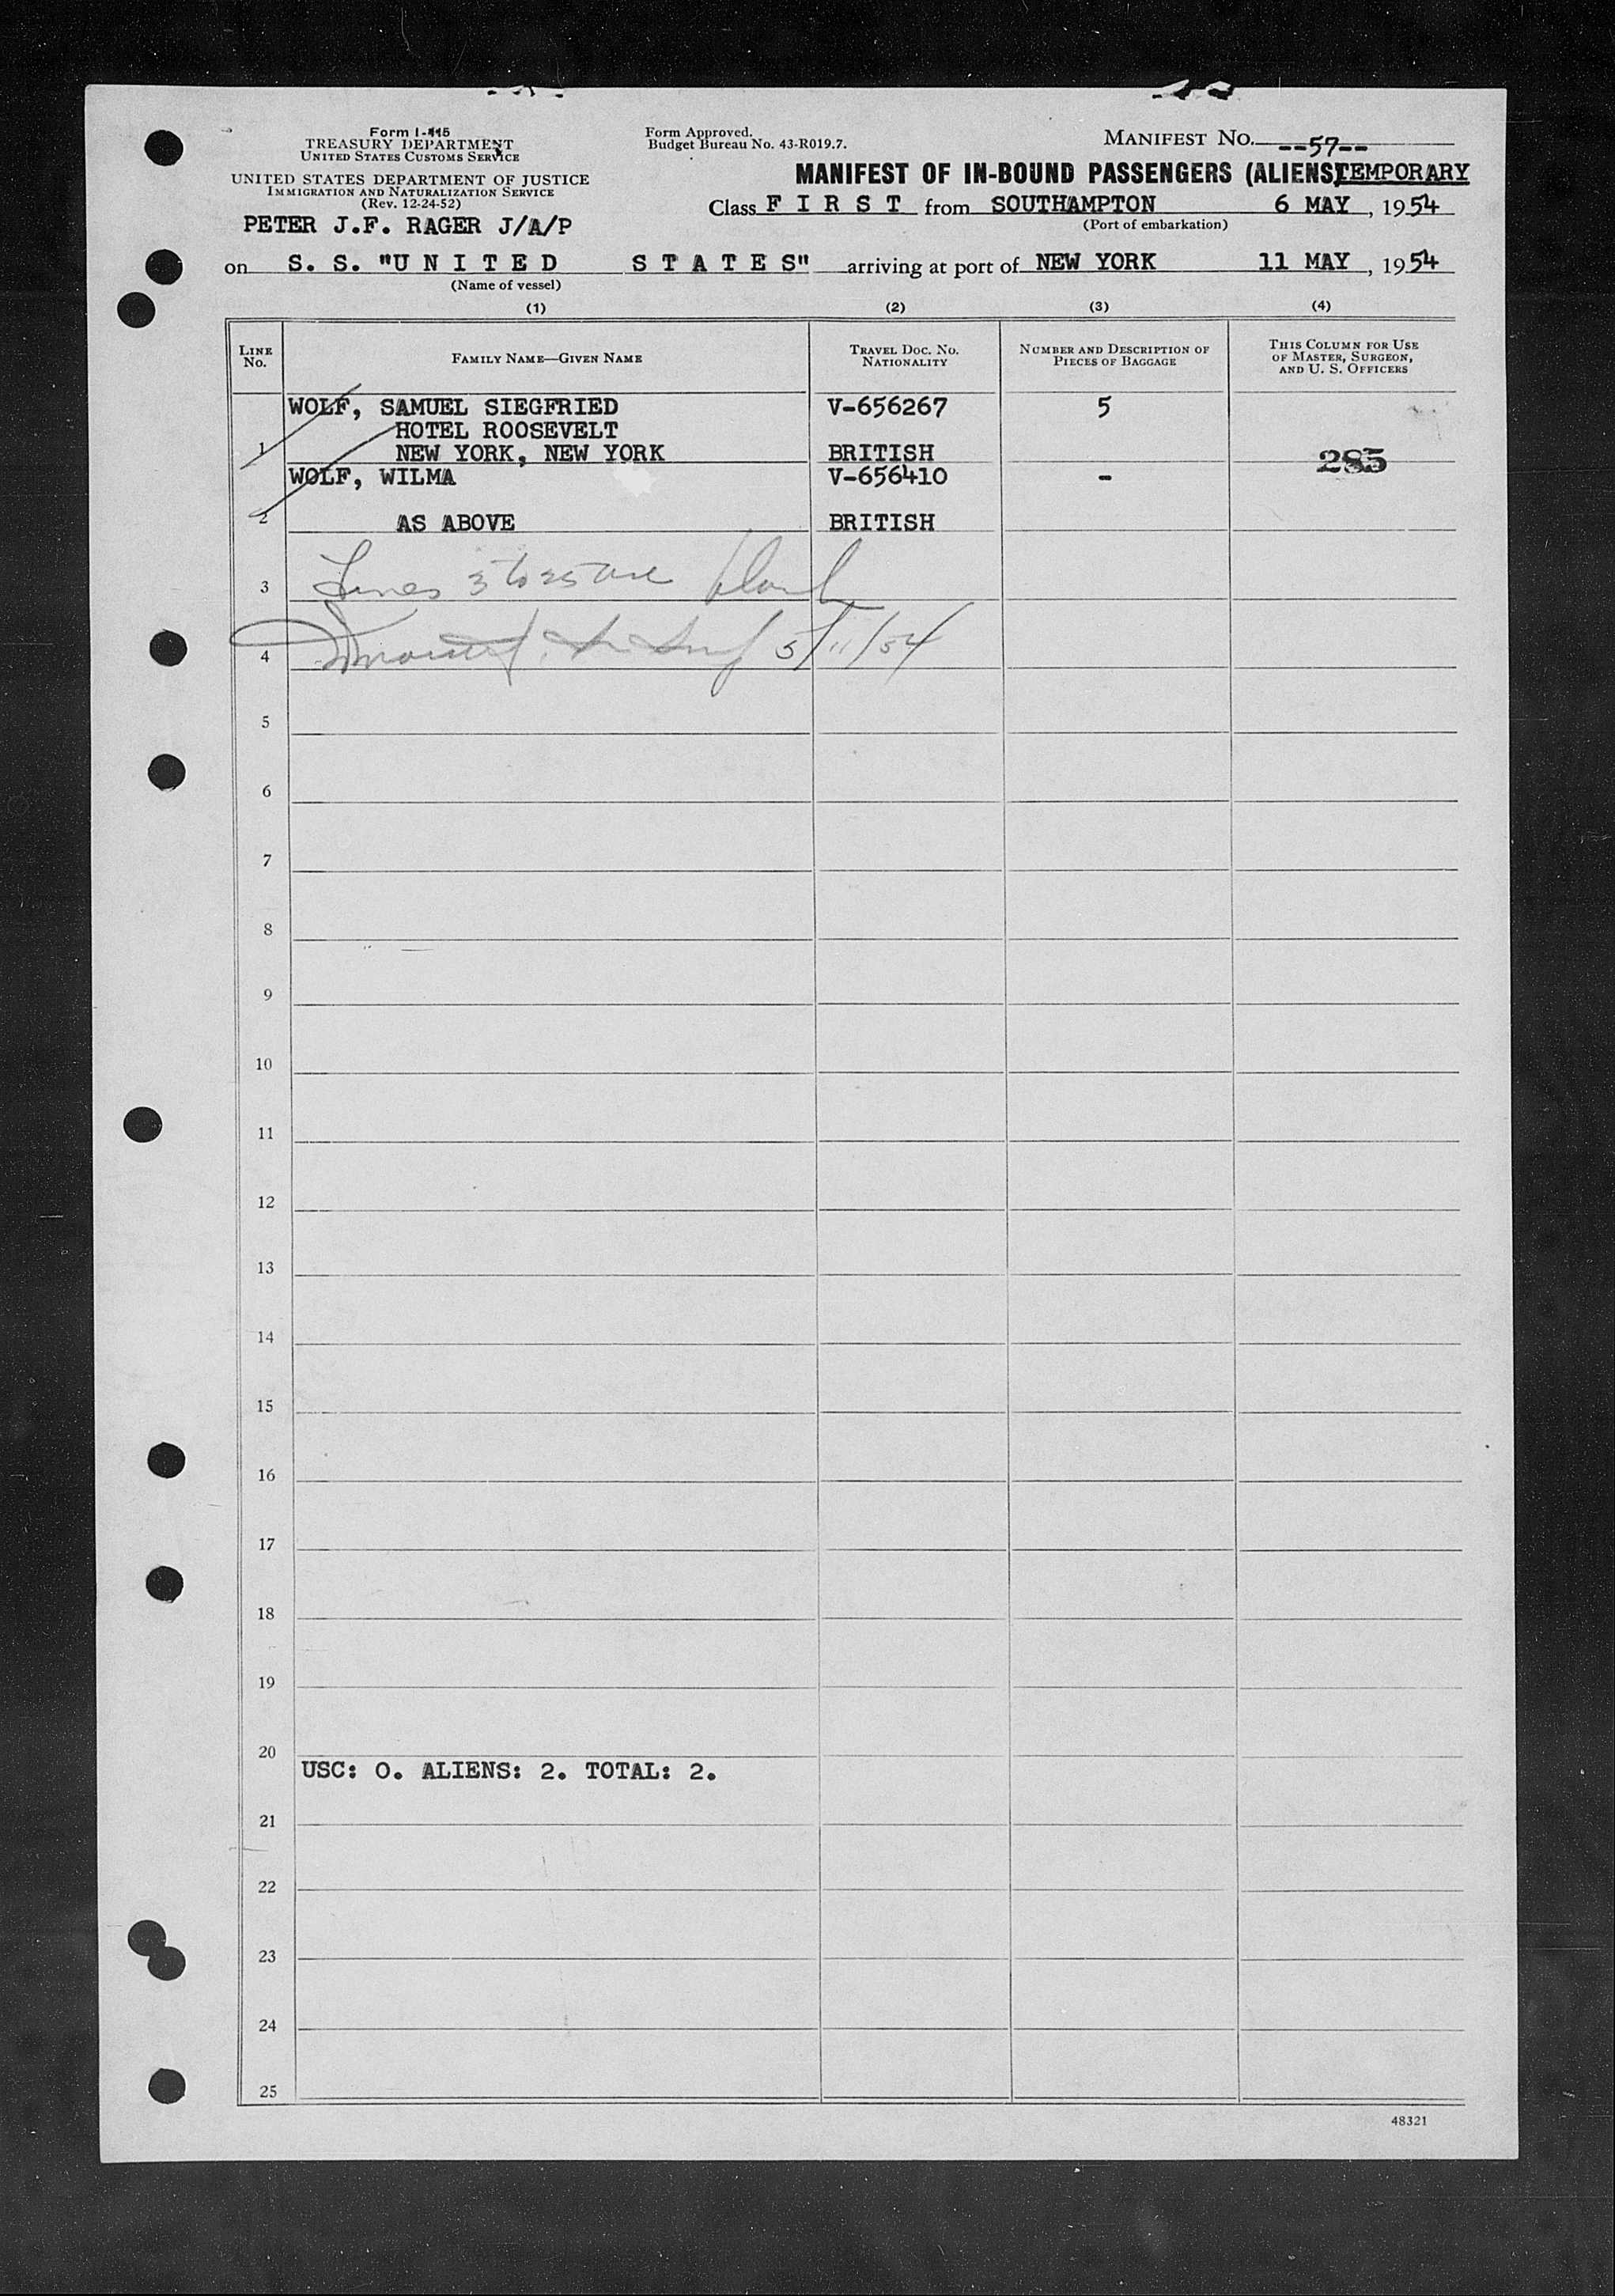 Form I-415
TREASURY DEPARTMENT
UNITED STATES CUSTOMS SERVICE
UNITED STATES DEPARTMENT OF JUSTICE
IMMIGRATION AND NATURALIZATION SERVICE
(Rev. 12-24-52)
PETER J.F. RAGER J/A/P
Form Approved.
Budget Bureau No. 43-R019.7.
MANIFEST NO. --57--
MANIFEST OF IN-BOUND PASSENGERS (ALIENS) TEMPORARY
Class F I R S T from SOUTHAMPTON 6 MAY, 1954
(Port of embarkation)
on S. S. "U N I T E D S T A T E S" arriving at port of NEW YORK 11 MAY, 1954
(Name of vessel)
(1) (2) (3) (4)
LINE NO.
FAMILY NAME—GIVEN NAME
TRAVEL DOC. NO. NATIONALITY
NUMBER AND DESCRIPTION OF PIECES OF BAGGAGE
THIS COLUMN FOR USE OF MASTER, SURGEON, AND U. S. OFFICERS
WOLF, SAMUEL SIEGFRIED V-656267 5
HOTEL ROOSEVELT
1 NEW YORK, NEW YORK BRITISH 285
WOLF, WILMA V-656410 -
2 AS ABOVE BRITISH
3 Lines 3 to 25 are blank
4 5/11/54
5
6
7
8
9
10
11
12
13
14
15
16
17
18
19
20
USC: 0. ALIENS: 2. TOTAL: 2.
21
22
23
24
25
48321